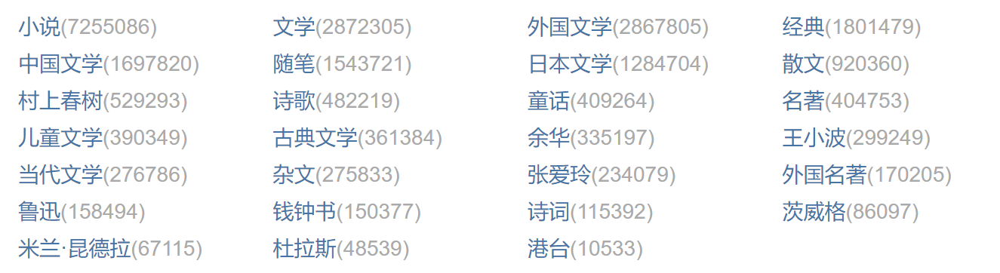 小说(7255086) 文学(2872305) 外国文学(2867805) 经典(1801479)
中国文学(1697820) 随笔(1543721) 日本文学(1284704) 散文(920360)
村上春树(529293) 诗歌(482219) 童话(409264) 名著(404753)
儿童文学(390349) 古典文学(361384) 余华(335197) 王小波(299249)
当代文学(276786) 杂文(275833) 张爱玲(234079) 外国名著(170205)
鲁迅(158494) 钱钟书(150377) 诗词(115392) 茨威格(86097)
米兰·昆德拉(67115) 杜拉斯(48539) 港台(10533)